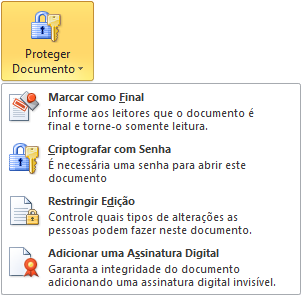 Proteger
Documento
Marcar como Final
Informe aos leitores que o documento é
final e torne-o somente leitura.
Criptografar com Senha
É necessária uma senha para abrir este
documento
Restringir Edição
Controle quais tipos de alterações as
pessoas podem fazer neste documento.
Adicionar uma Assinatura Digital
Garanta a integridade do documento
adicionando uma assinatura digital invisível.